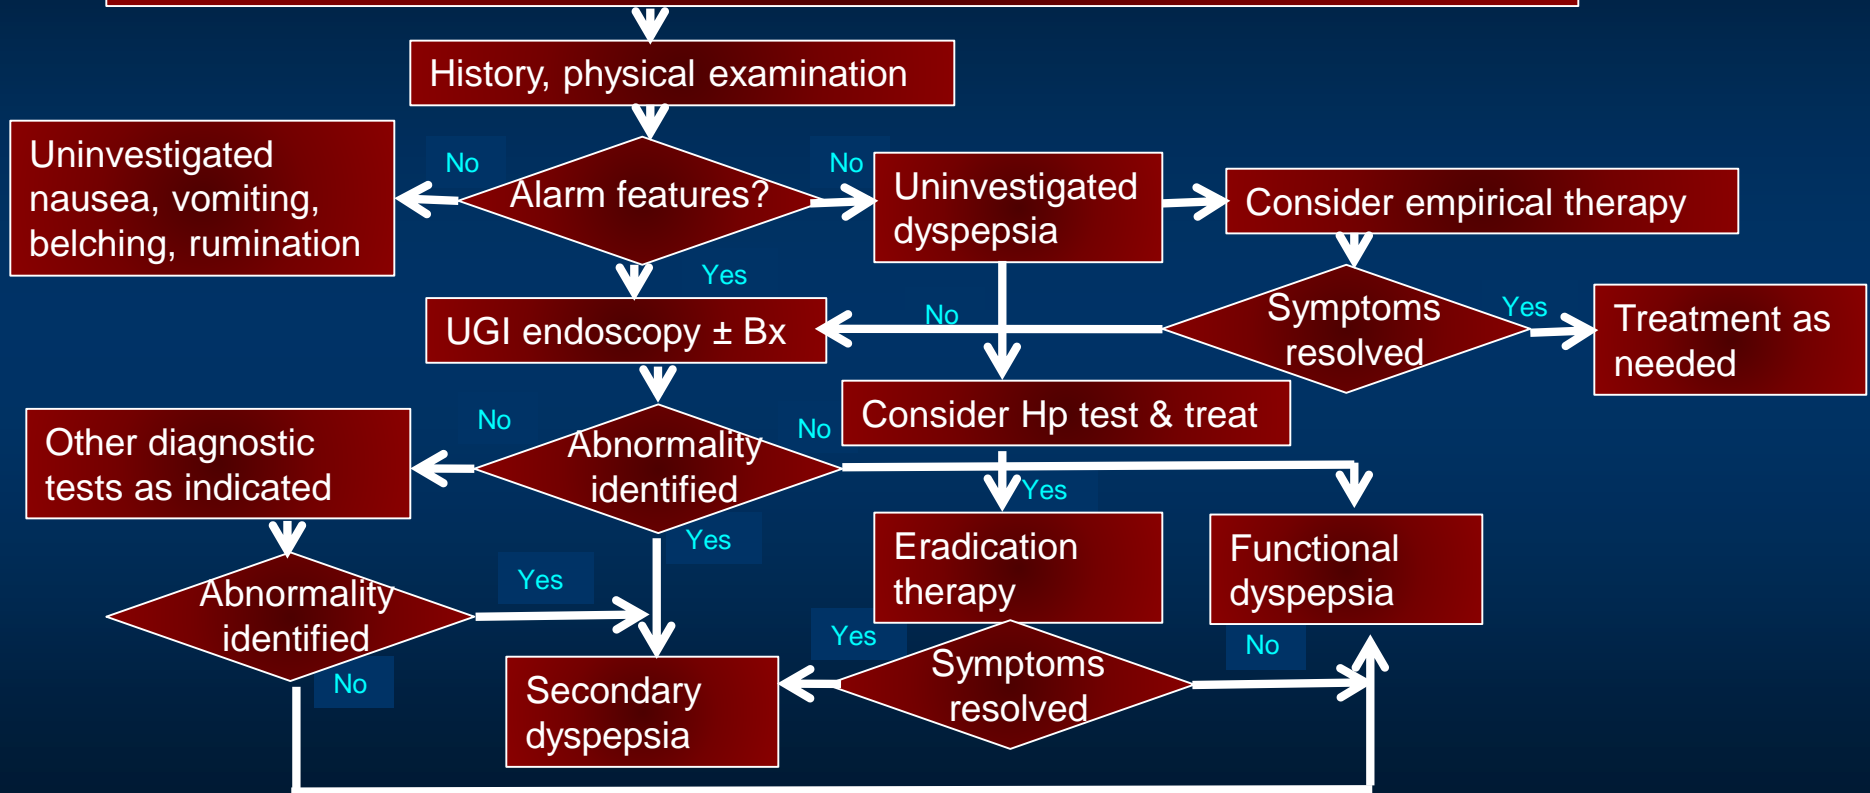 History, physical examination
Uninvestigated
nausea, vomiting,
belching, rumination
No
Alarm features?
No
Uninvestigated
dyspepsia
Consider empirical therapy
Yes
UGI endoscopy ± Bx
No
Symptoms
resolved
Yes
Treatment as
needed
Other diagnostic
tests as indicated
No
Abnormality
identified
No
Consider Hp test & treat
Yes
Yes
Eradication
therapy
Functional
dyspepsia
Abnormality
identified
Yes
No
Secondary
dyspepsia
Yes
Symptoms
resolved
No